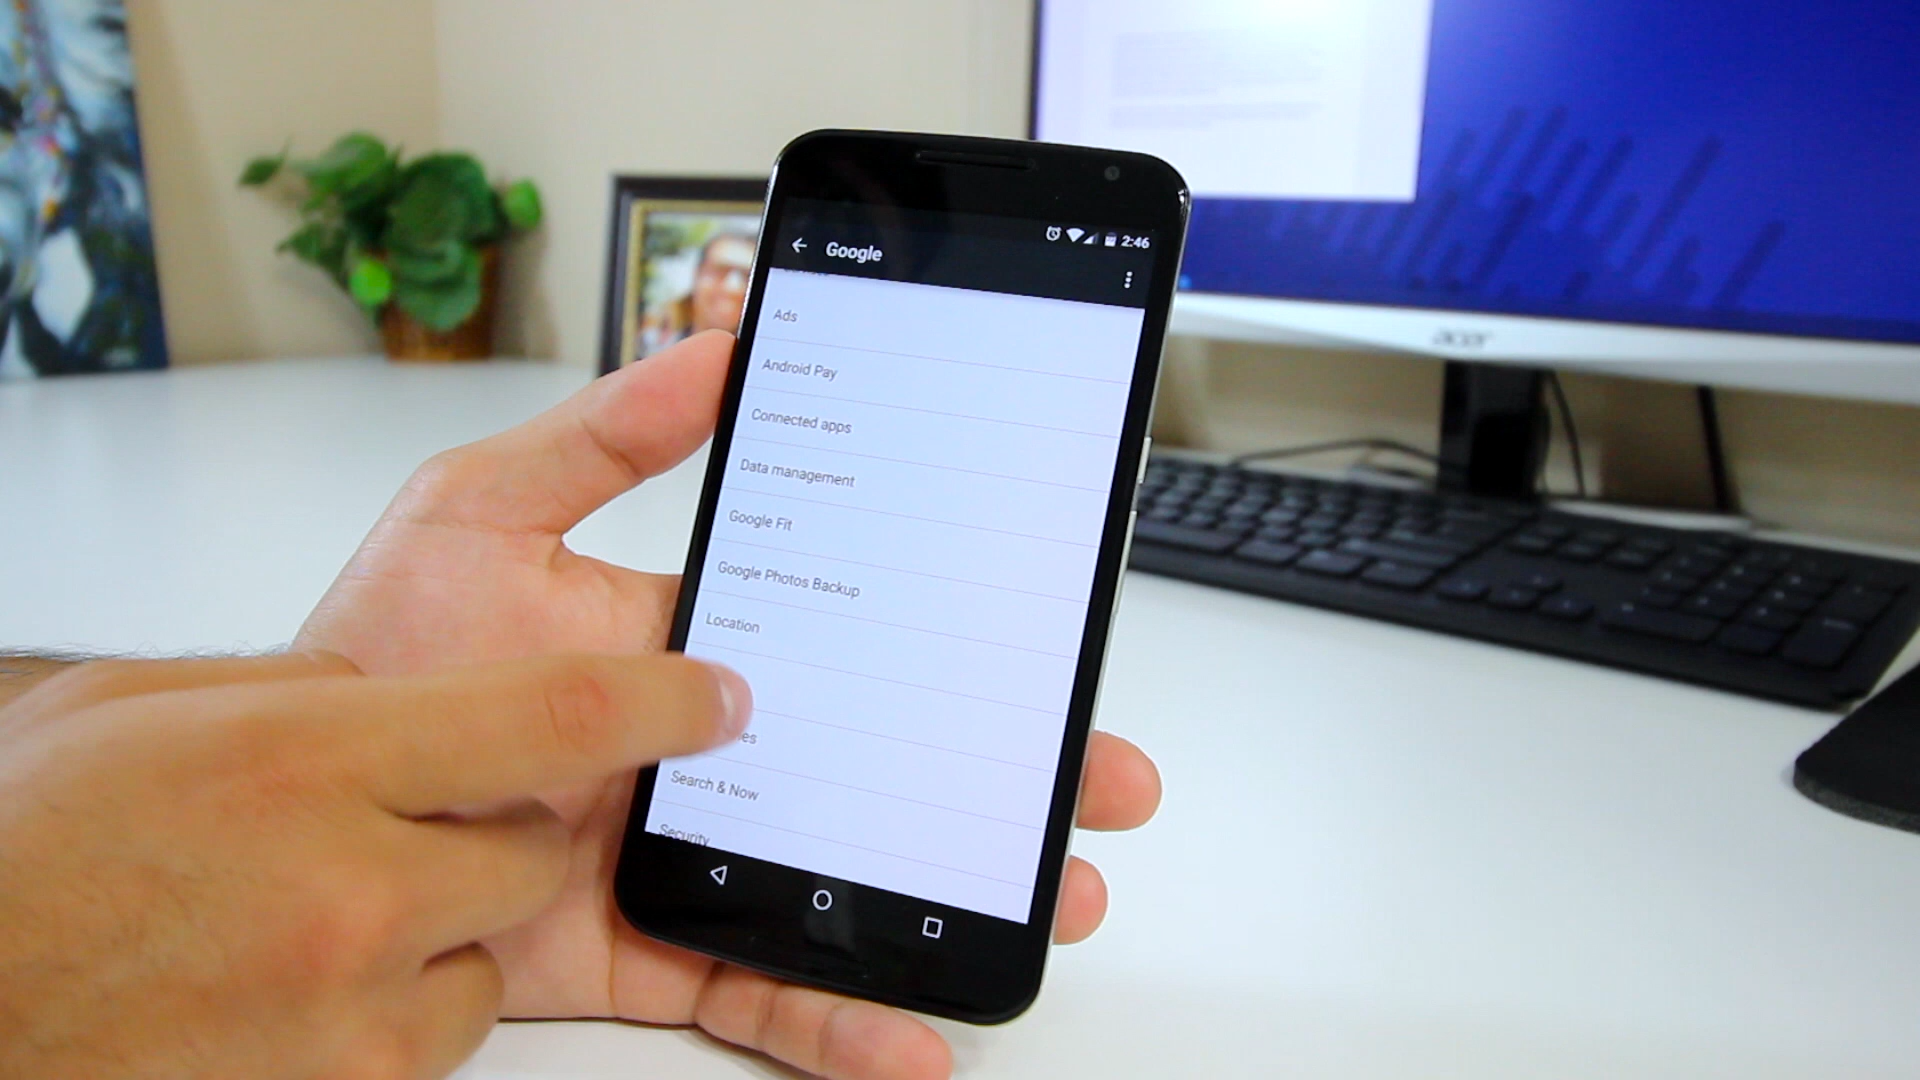 2:46
Google
Ads
Android Pay
Connected apps
Data management
Google Fit
Google Photos Backup
Location
Search & Now
Security
acer